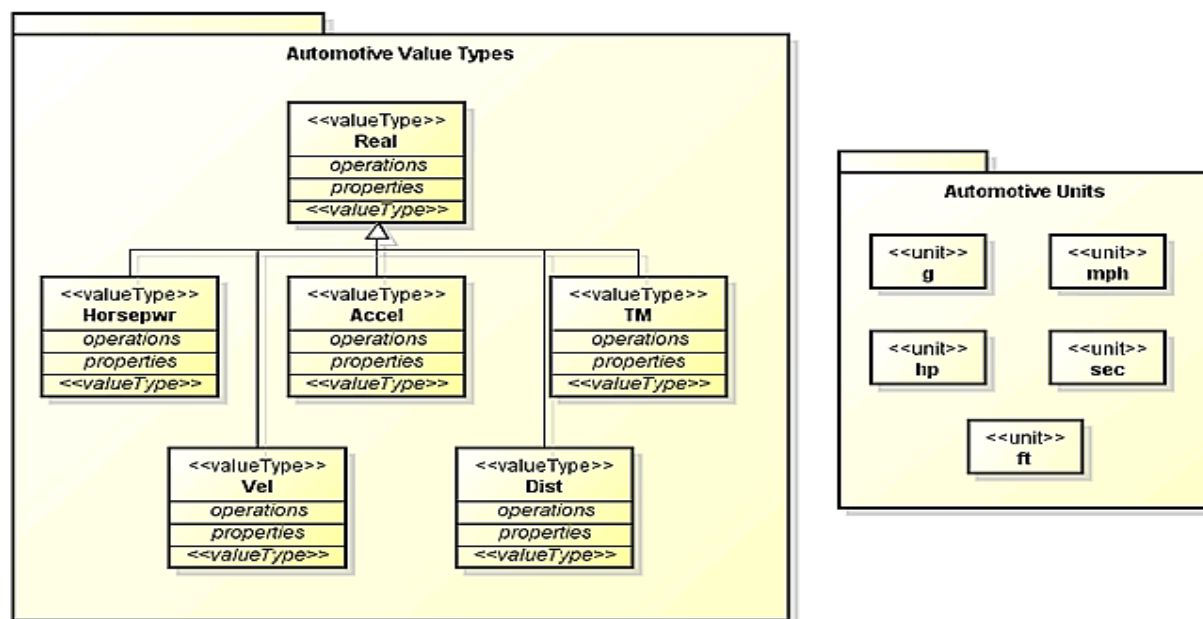 Automotive Value Types
<<valueType>>
Real
operations
properties
<<valueType>>
<<valueType>>
Horsepwr
operations
properties
<<valueType>>
<<valueType>>
Accel
operations
properties
<<valueType>>
<<valueType>>
TM
operations
properties
<<valueType>>
<<valueType>>
Vel
operations
properties
<<valueType>>
<<valueType>>
Dist
operations
properties
<<valueType>>
Automotive Units
<<unit>>
g
<<unit>>
mph
<<unit>>
hp
<<unit>>
sec
<<unit>>
ft